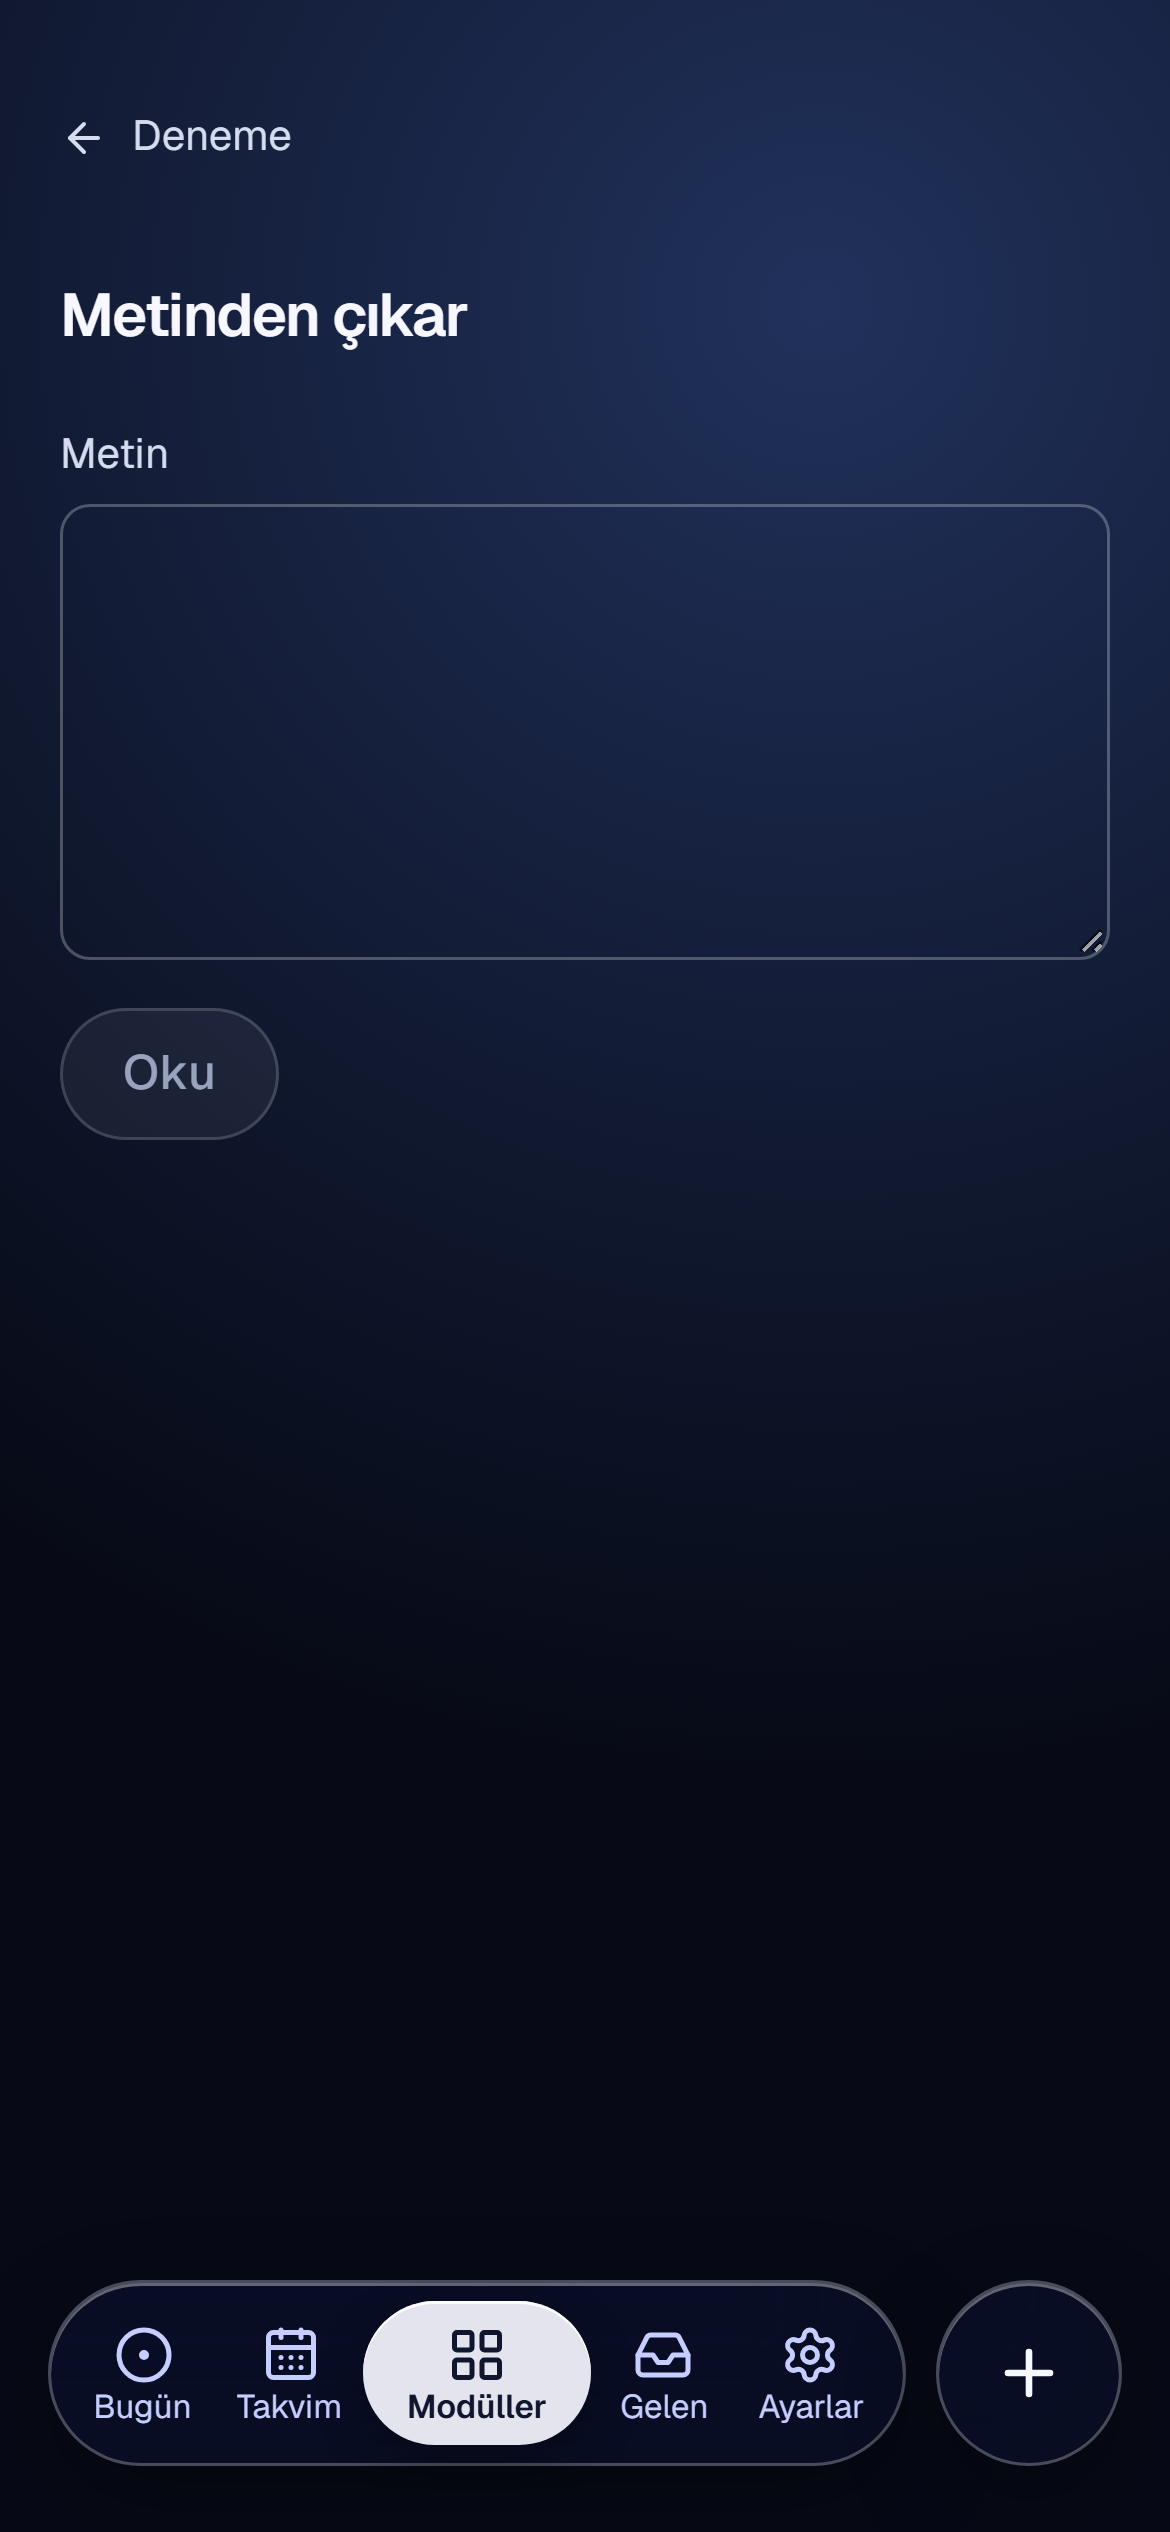 Deneme
Metinden çıkar
Metin
Oku
Bugün
Takvim
Modüller
Gelen
Ayarlar